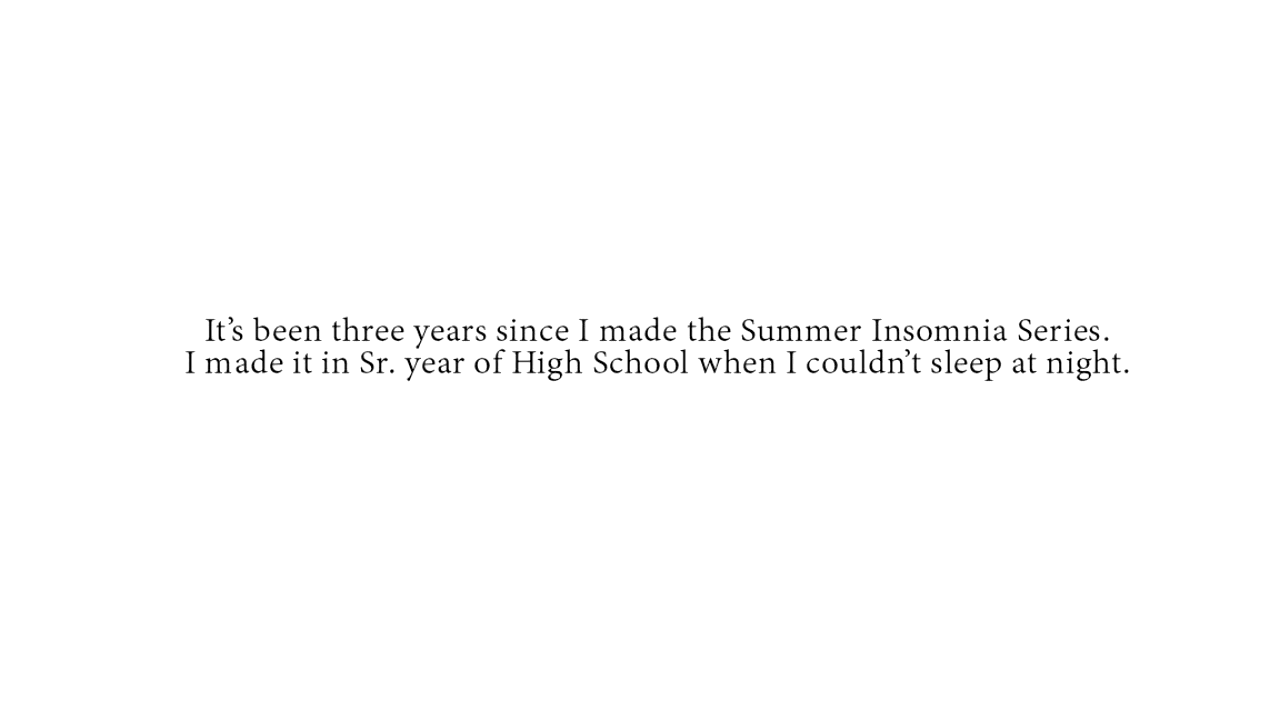 It’s been three years since I made the Summer Insomnia Series.
I made it in Sr. year of High School when I couldn’t sleep at night.